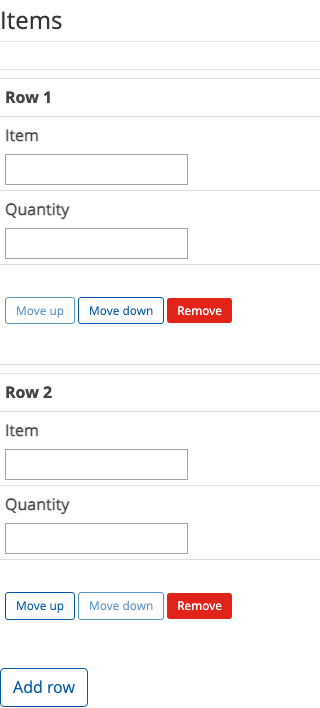 Items
Row 1
Item
Quantity
Move up Move down Remove
Row 2
Item
Quantity
Move up Move down Remove
Add row